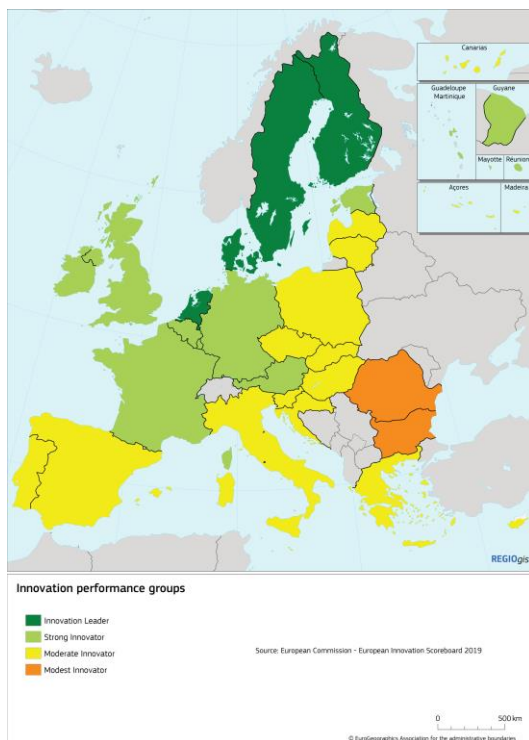 Canarias
Guadeloupe
Martinique
Guyane
Mayotte
Réunion
Açores
Madeira
REGIOgis
Innovation performance groups
Innovation Leader
Strong Innovator
Moderate Innovator
Modest Innovator
Source: European Commission - European Innovation Scoreboard 2019
0 500 km
© EuroGeographics Association for the administrative boundaries